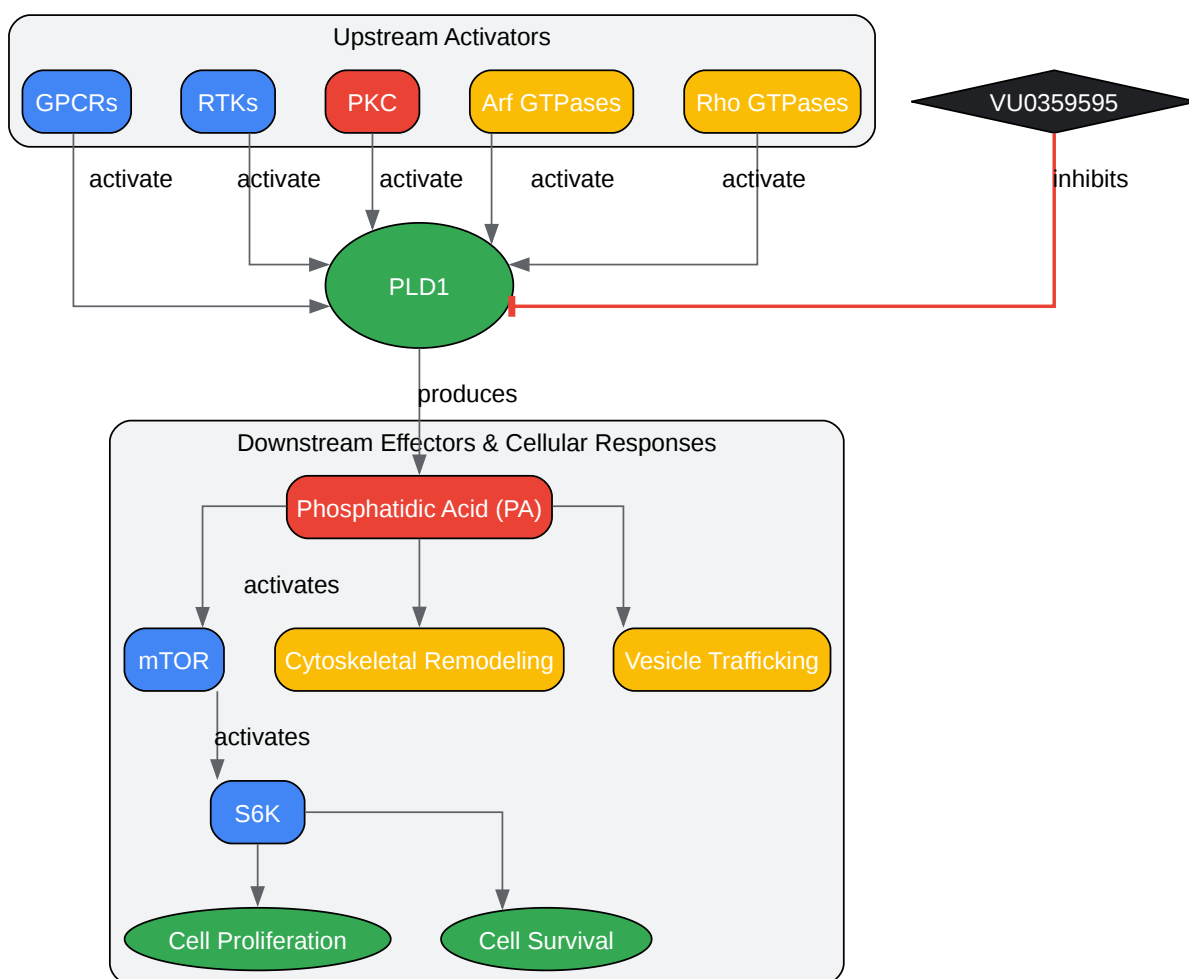 Upstream Activators
GPCRs
RTKs
PKC
Arf GTPases
Rho GTPases
VU0359595
activate
activate
activate
activate
activate
inhibits
PLD1
produces
Downstream Effectors & Cellular Responses
Phosphatidic Acid (PA)
activates
mTOR
Cytoskeletal Remodeling
Vesicle Trafficking
activates
S6K
Cell Proliferation
Cell Survival